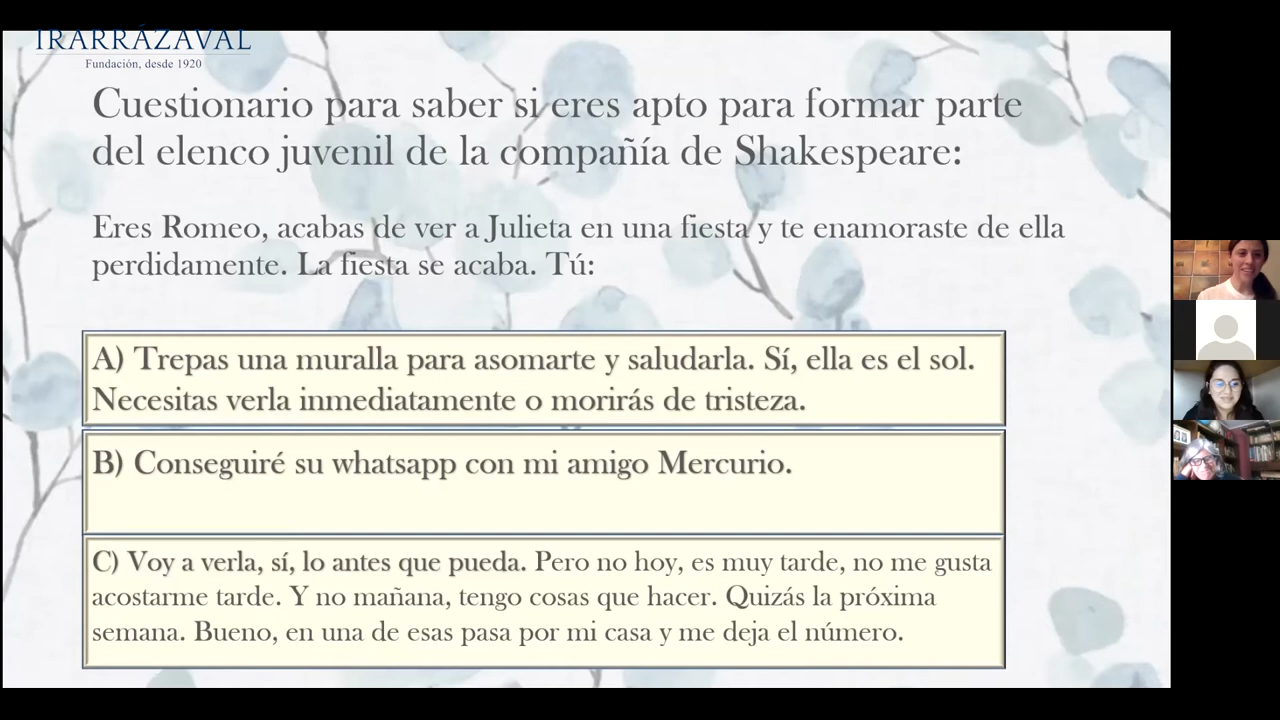 IRARRÁZAVAL
Fundación, desde 1920
Cuestionario para saber si eres apto para formar parte
del elenco juvenil de la compañía de Shakespeare:
Eres Romeo, acabas de ver a Julieta en una fiesta y te enamoraste de ella
perdidamente. La fiesta se acaba. Tú:
A) Trepas una muralla para asomarte y saludarla. Sí, ella es el sol.
Necesitas verla inmediatamente o morirás de tristeza.
B) Conseguiré su whatsapp con mi amigo Mercurio.
C) Voy a verla, sí, lo antes que pueda. Pero no hoy, es muy tarde, no me gusta
acostarme tarde. Y no mañana, tengo cosas que hacer. Quizás la próxima
semana. Bueno, en una de esas pasa por mi casa y me deja el número.